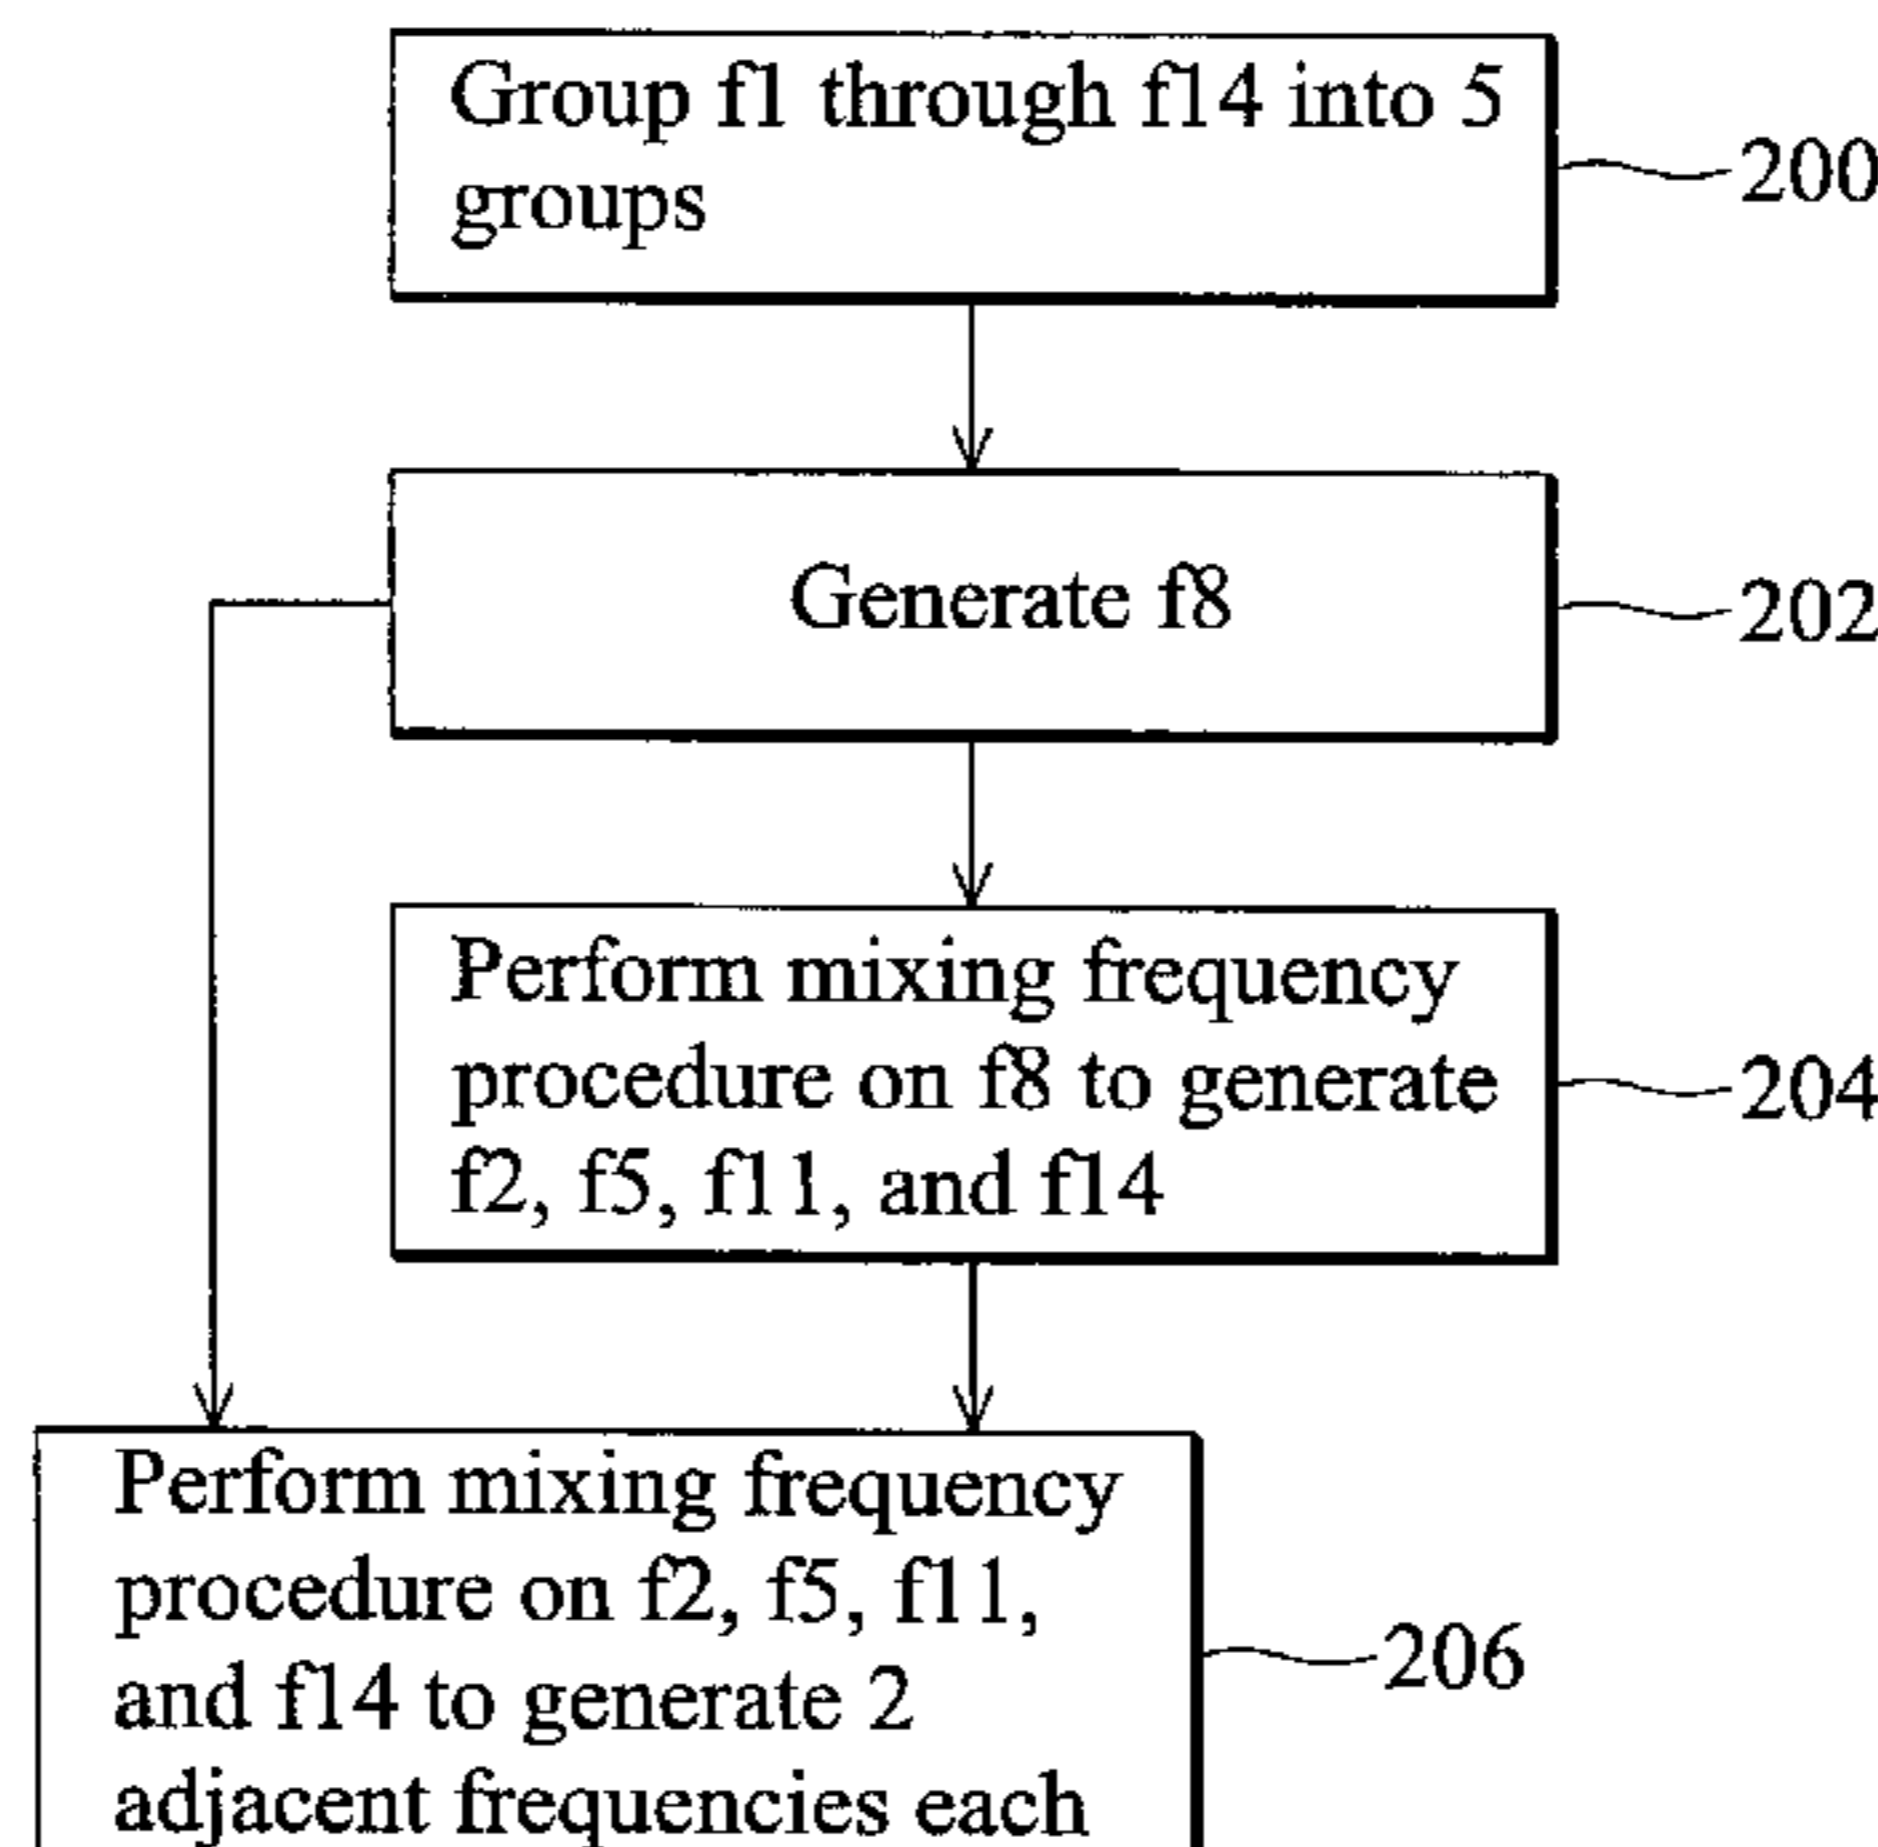 Group f1 through f14 into 5
groups
200
Generate f8
202
Perform mixing frequency
procedure on f8 to generate
f2, f5, f11, and f14
204
Perform mixing frequency
procedure on f2, f5, f11,
and f14 to generate 2
adjacent frequencies each
206